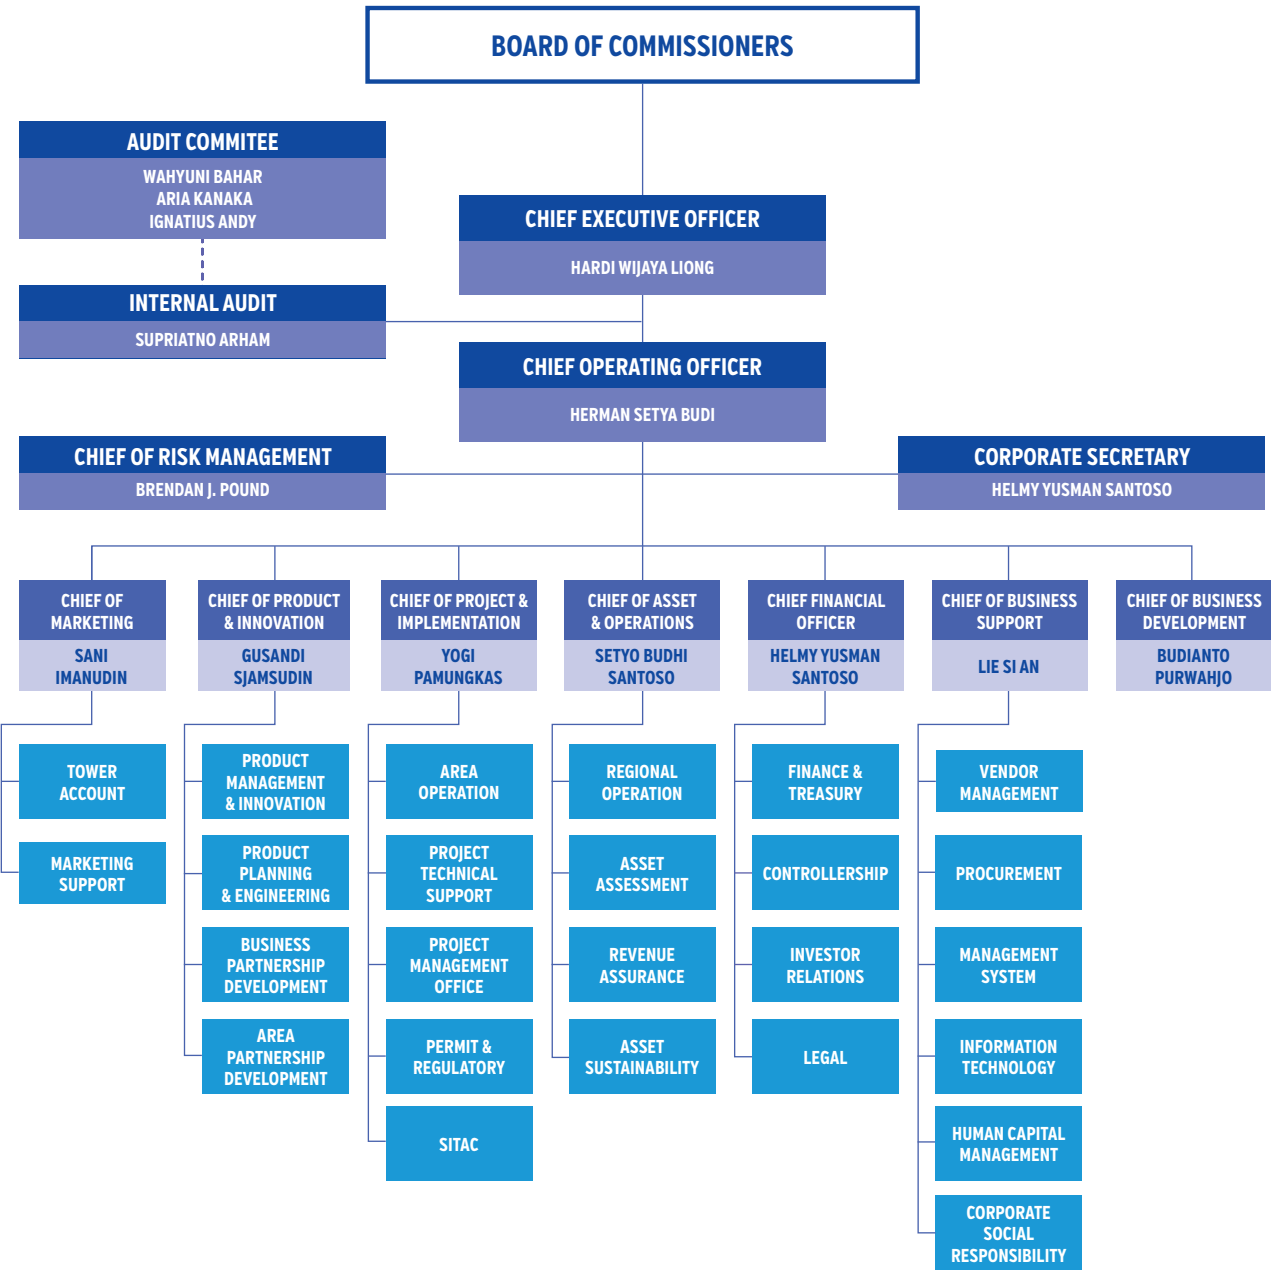 BOARD OF COMMISSIONERS
AUDIT COMMITEE
WAHYUNI BAHAR
ARIA KANAKA
IGNATIUS ANDY
CHIEF EXECUTIVE OFFICER
HARDI WIJAYA LIONG
INTERNAL AUDIT
SUPRIATNO ARHAM
CHIEF OPERATING OFFICER
HERMAN SETYA BUDI
CHIEF OF RISK MANAGEMENT
BRENDAN J. POUND
CORPORATE SECRETARY
HELMY YUSMAN SANTOSO
CHIEF OF
MARKETING
SANI
IMANUDIN
CHIEF OF PRODUCT
& INNOVATION
GUSANDI
SJAMSUDIN
CHIEF OF PROJECT &
IMPLEMENTATION
YOGI
PAMUNGKAS
CHIEF OF ASSET
& OPERATIONS
SETYO BUDHI
SANTOSO
CHIEF FINANCIAL
OFFICER
HELMY YUSMAN
SANTOSO
CHIEF OF BUSINESS
SUPPORT
LIE SI AN
CHIEF OF BUSINESS
DEVELOPMENT
BUDIANTO
PURWAHJO
TOWER
ACCOUNT
MARKETING
SUPPORT
PRODUCT
MANAGEMENT
& INNOVATION
PRODUCT
PLANNING
& ENGINEERING
BUSINESS
PARTNERSHIP
DEVELOPMENT
AREA
PARTNERSHIP
DEVELOPMENT
AREA
OPERATION
PROJECT
TECHNICAL
SUPPORT
PROJECT
MANAGEMENT
OFFICE
PERMIT &
REGULATORY
SITAC
REGIONAL
OPERATION
ASSET
ASSESSMENT
REVENUE
ASSURANCE
ASSET
SUSTAINABILITY
FINANCE &
TREASURY
CONTROLLERSHIP
INVESTOR
RELATIONS
LEGAL
VENDOR
MANAGEMENT
PROCUREMENT
MANAGEMENT
SYSTEM
INFORMATION
TECHNOLOGY
HUMAN CAPITAL
MANAGEMENT
CORPORATE
SOCIAL
RESPONSIBILITY